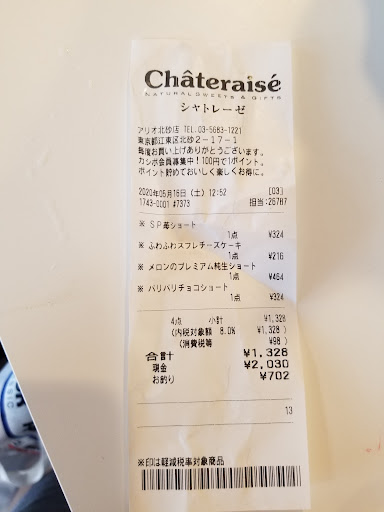 Châteraisé
NATURAL SWEETS & GIFTS
シャトレーゼ
アリオ北砂店 TEL.03-5683-1221
東京都江東区北砂2-17-1
毎度お買い上げありがとうございます。
カシポ会員募集中!100円で1ポイント。
ポイント貯めておいしく楽しくお得に。
2020年05月16日(土) 12:52 [03]
1743-0001 #7373 担当:26787
※ SP苺ショート
1点 ¥324
※ ふわふわスフレチーズケーキ
1点 ¥216
※ メロンのプレミアム純生ショート
1点 ¥464
※ パリパリチョコショート
1点 ¥324
4点 小計 ¥1,328
(内税対象額 8.0% ¥1,328 )
(消費税等 ¥98 )
合計 ¥1,328
現金 ¥2,030
お釣り ¥702
13
※印は軽減税率対象商品